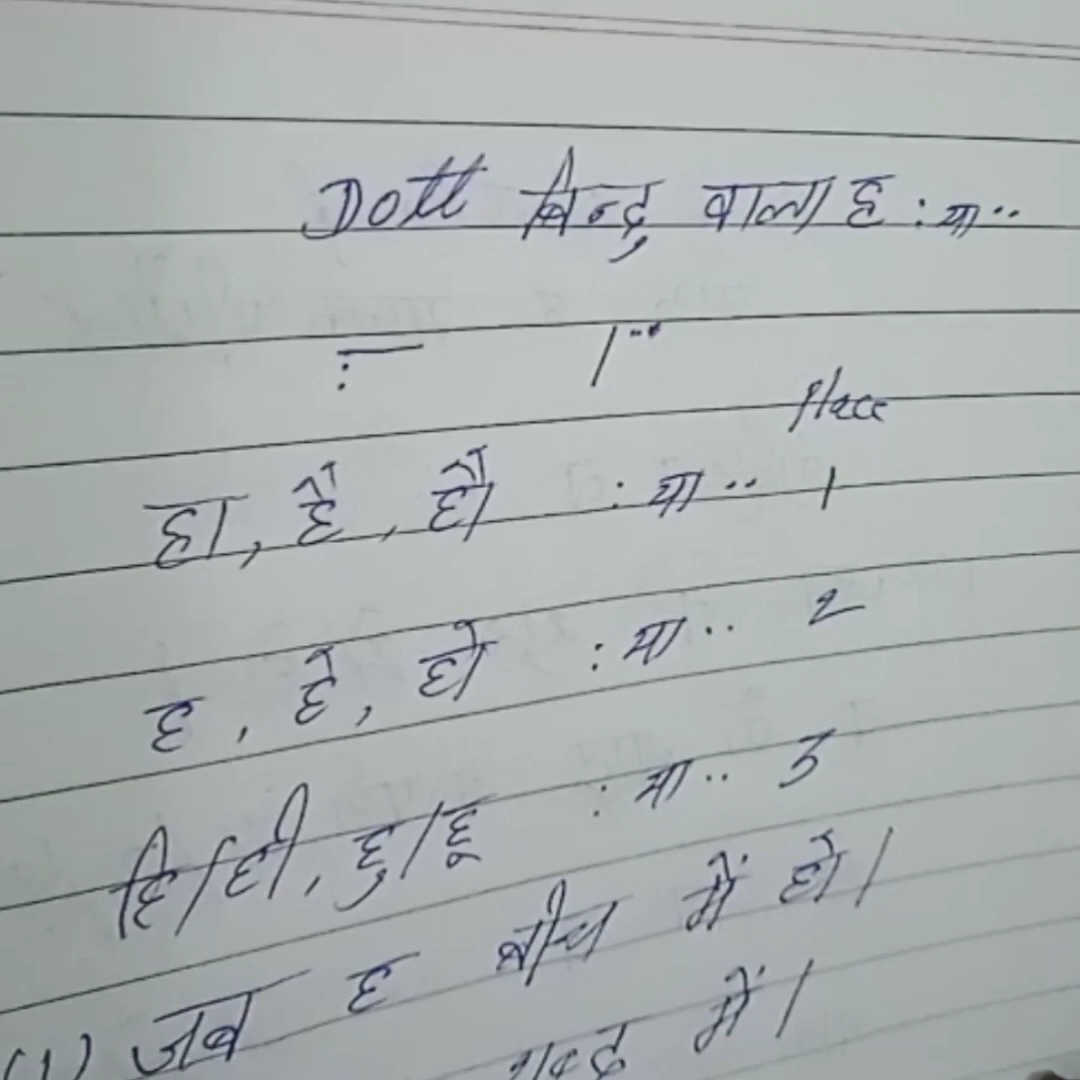 Dott बिन्दु वाला ह : या ..
Place
हा, है, हौ : या .. 1
ह, हे, हो : या .. 2
हि/ही, हु/हू : या .. 3
(1) जब ह बीच में हो।
शब्द में।